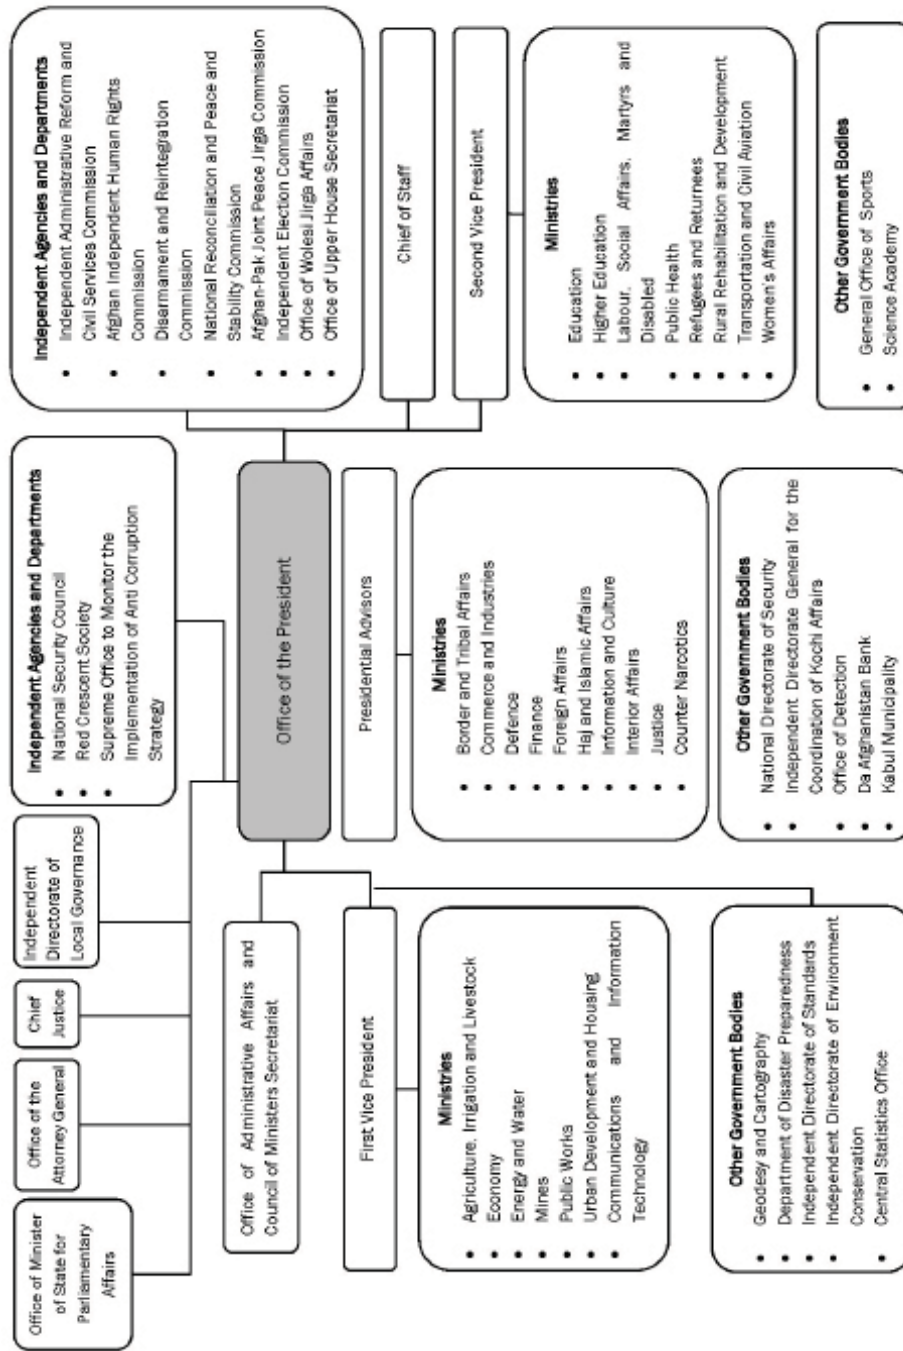 Office of Minister
of State for
Parliamentary
Affairs
Office of the
Attorney General
Chief
Justice
Independent
Directorate of
Local Governance
Independent Agencies and Departments
• National Security Council
• Red Crescent Society
• Supreme Office to Monitor the
Implementation of Anti Corruption
Strategy
Independent Agencies and Departments
• Independent Administrative Reform and
Civil Services Commission
• Afghan Independent Human Rights
Commission
• Disarmament and Reintegration
Commission
• National Reconciliation and Peace and
Stability Commission
• Afghan-Pak Joint Peace Jirga Commission
• Independent Election Commission
• Office of Wolesi Jirga Affairs
• Office of Upper House Secretariat
Office of Administrative Affairs and
Council of Ministers Secretariat
Office of the President
Chief of Staff
First Vice President
Presidential Advisors
Second Vice President
Ministries
• Agriculture, Irrigation and Livestock
• Economy
• Energy and Water
• Mines
• Public Works
• Urban Development and Housing
• Communications and Information
Technology
Ministries
• Border and Tribal Affairs
• Commerce and Industries
• Defence
• Finance
• Foreign Affairs
• Haj and Islamic Affairs
• Information and Culture
• Interior Affairs
• Justice
• Counter Narcotics
Ministries
• Education
• Higher Education
• Labour, Social Affairs, Martyrs and
Disabled
• Public Health
• Refugees and Returnees
• Rural Rehabilitation and Development
• Transportation and Civil Aviation
• Women's Affairs
Other Government Bodies
• Geodesy and Cartography
• Department of Disaster Preparedness
• Independent Directorate of Standards
• Independent Directorate of Environment
Conservation
• Central Statistics Office
Other Government Bodies
• National Directorate of Security
• Independent Directorate General for the
Coordination of Kochi Affairs
• Office of Detection
• Da Afghanistan Bank
• Kabul Municipality
Other Government Bodies
• General Office of Sports
• Science Academy